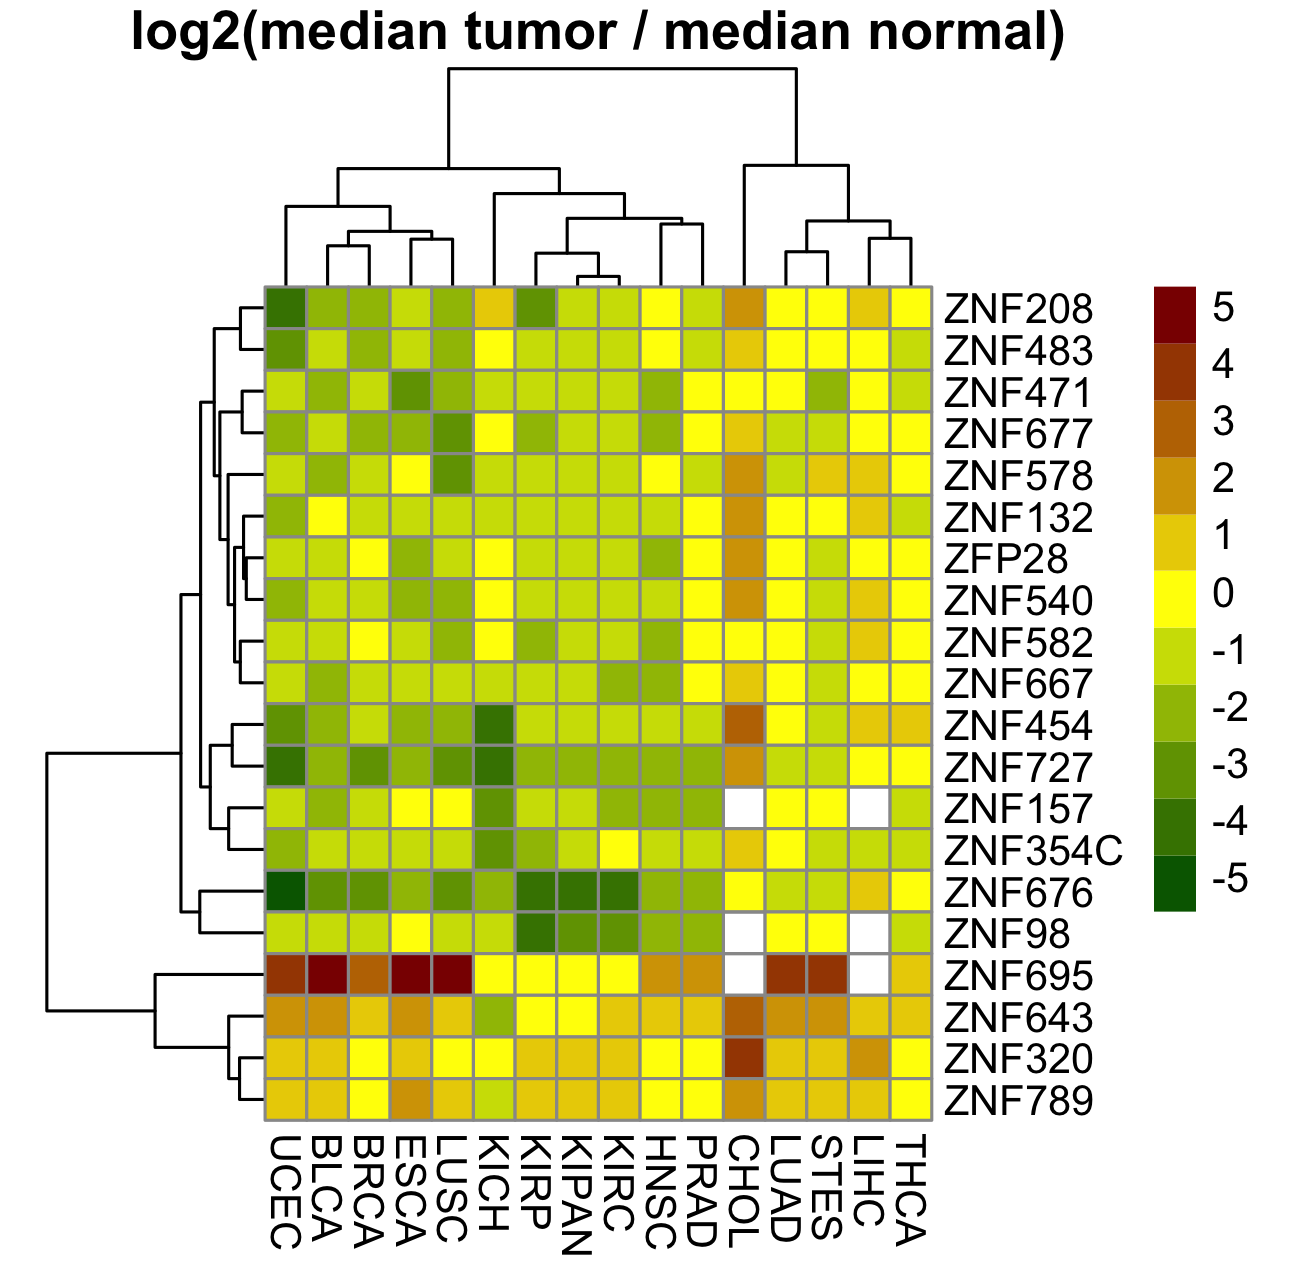 log2(median tumor / median normal)
ZNF208
ZNF483
ZNF471
ZNF677
ZNF578
ZNF132
ZFP28
ZNF540
ZNF582
ZNF667
ZNF454
ZNF727
ZNF157
ZNF354C
ZNF676
ZNF98
ZNF695
ZNF643
ZNF320
ZNF789
5
4
3
2
1
0
-1
-2
-3
-4
-5
UCEC
BLCA
BRCA
ESCA
LUSC
KICH
KIRP
KIPAN
KIRC
HNSC
PRAD
CHOL
LUAD
STES
LIHC
THCA